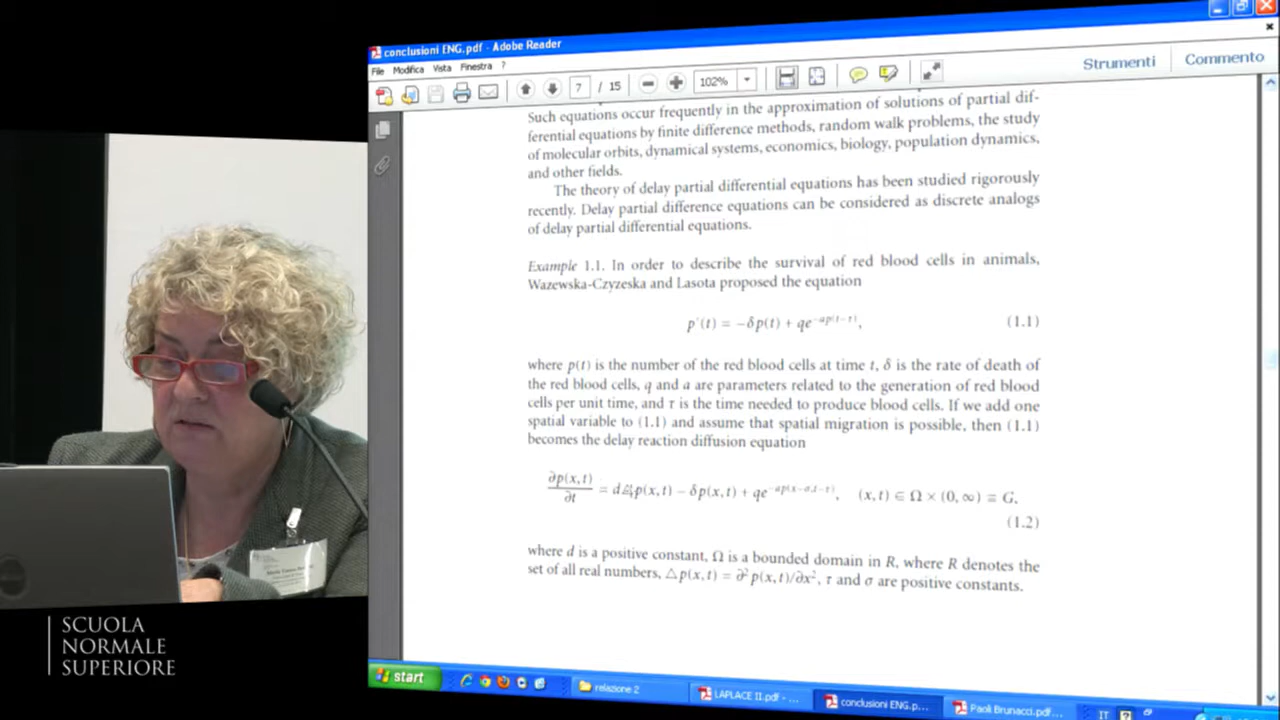 conclusioni ENG.pdf - Adobe Reader
File Modifica Vista Finestra ?
7 / 15
102%
Strumenti
Commento
Such equations occur frequently in the approximation of solutions of partial dif-
ferential equations by finite difference methods, random walk problems, the study
of molecular orbits, dynamical systems, economics, biology, population dynamics,
and other fields.
The theory of delay partial differential equations has been studied rigorously
recently. Delay partial difference equations can be considered as discrete analogs
of delay partial differential equations.
Example 1.1. In order to describe the survival of red blood cells in animals,
Wazewska-Czyzeska and Lasota proposed the equation
p′(t) = −δp(t) + qe^{−ap(t−τ)}, (1.1)
where p(t) is the number of the red blood cells at time t, δ is the rate of death of
the red blood cells, q and a are parameters related to the generation of red blood
cells per unit time, and τ is the time needed to produce blood cells. If we add one
spatial variable to (1.1) and assume that spatial migration is possible, then (1.1)
becomes the delay reaction diffusion equation
∂p(x,t)/∂t = d△p(x,t) − δp(x,t) + qe^{−ap(x−σ,t−τ)}, (x,t) ∈ Ω × (0,∞) ≡ G,
(1.2)
where d is a positive constant, Ω is a bounded domain in R, where R denotes the
set of all real numbers, △p(x,t) = ∂²p(x,t)/∂x², τ and σ are positive constants.
SCUOLA
NORMALE
SUPERIORE
start
relazione 2
LAPLACE II.pdf - ...
conclusioni ENG.p...
Paoli Brunacci.pdf...
IT